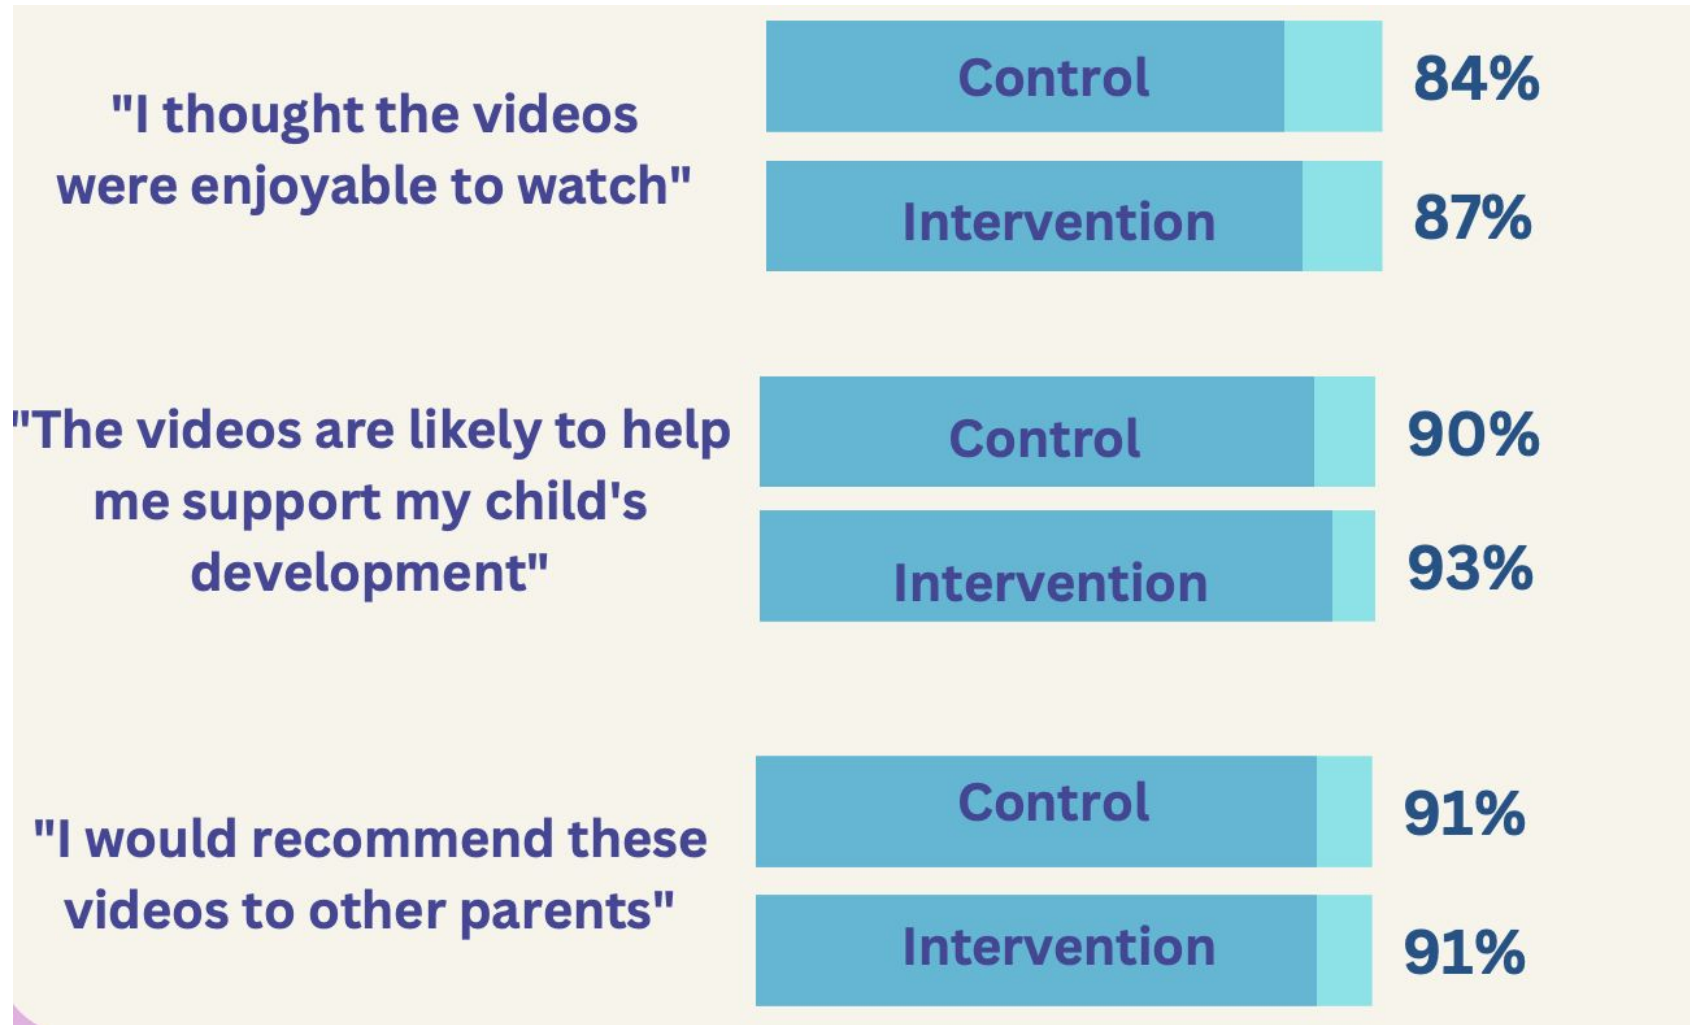 "I thought the videos
were enjoyable to watch"
Control
84%
Intervention
87%
"The videos are likely to help
me support my child's
development"
Control
90%
Intervention
93%
"I would recommend these
videos to other parents"
Control
91%
Intervention
91%